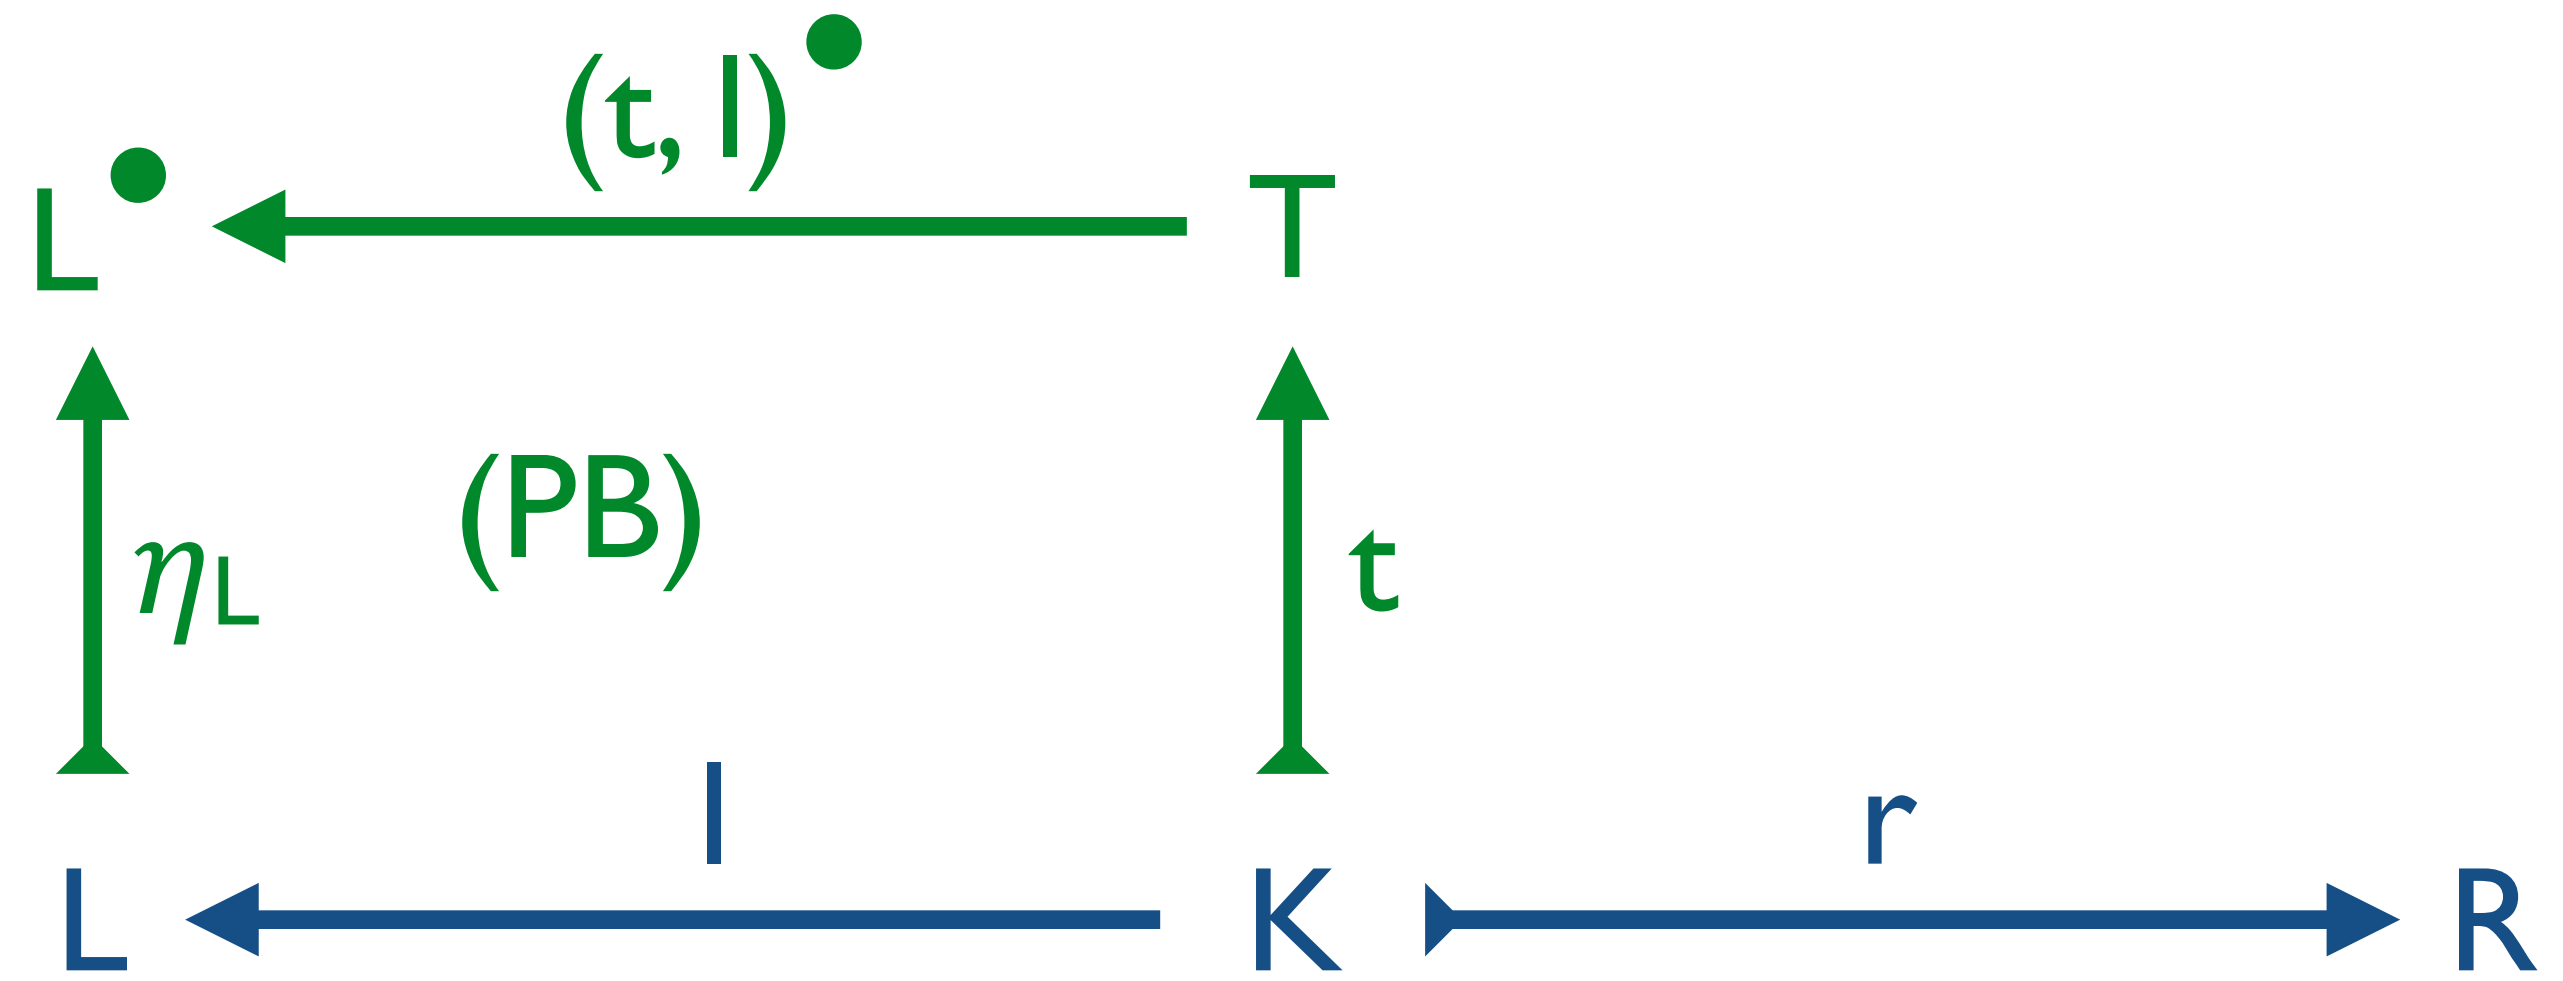 (t, l)•
L• T
(PB)
ηL t
l r
L K R